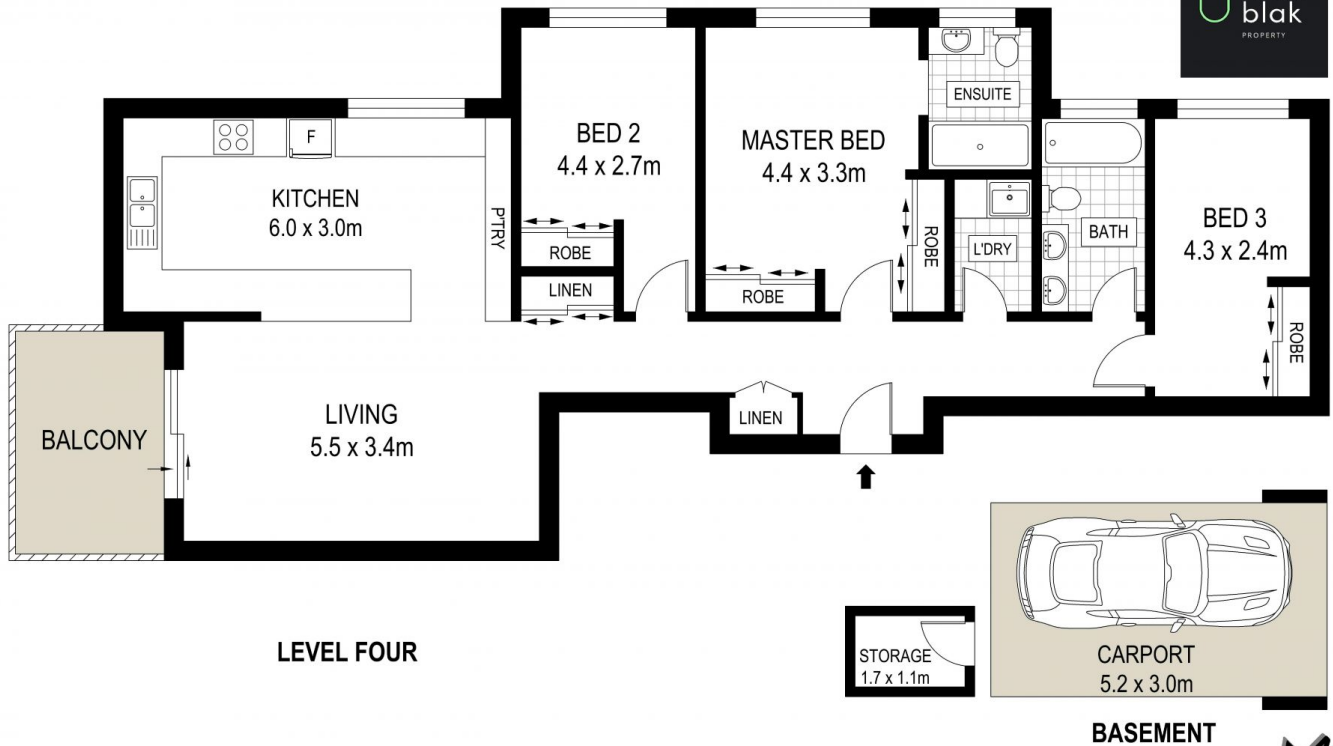 blak
PROPERTY
BED 2
4.4 x 2.7m
MASTER BED
4.4 x 3.3m
ENSUITE
F
KITCHEN
6.0 x 3.0m
P'TRY
ROBE
LINEN
ROBE
ROBE
L'DRY
BATH
BED 3
4.3 x 2.4m
ROBE
BALCONY
LIVING
5.5 x 3.4m
LINEN
LEVEL FOUR
STORAGE
1.7 x 1.1m
CARPORT
5.2 x 3.0m
BASEMENT